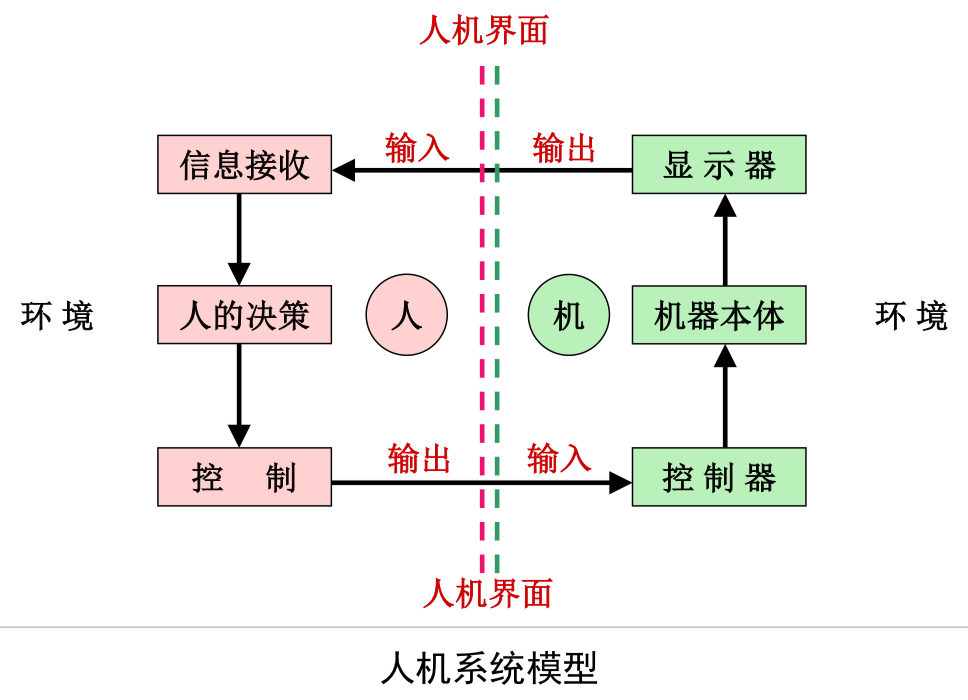 人机界面
输入 输出
信息接收 显示器
环境 人的决策 人 机 机器本体 环境
输出 输入
控 制 控制器
人机界面
人机系统模型